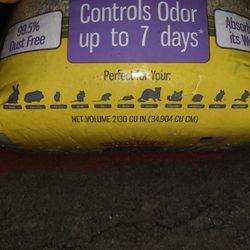 99.5%
Dust Free
Controls Odor
up to 7 days*
Absorb
its W
Perfect for Your:
NET VOLUME 2130 CU IN (34,904 CU CM)